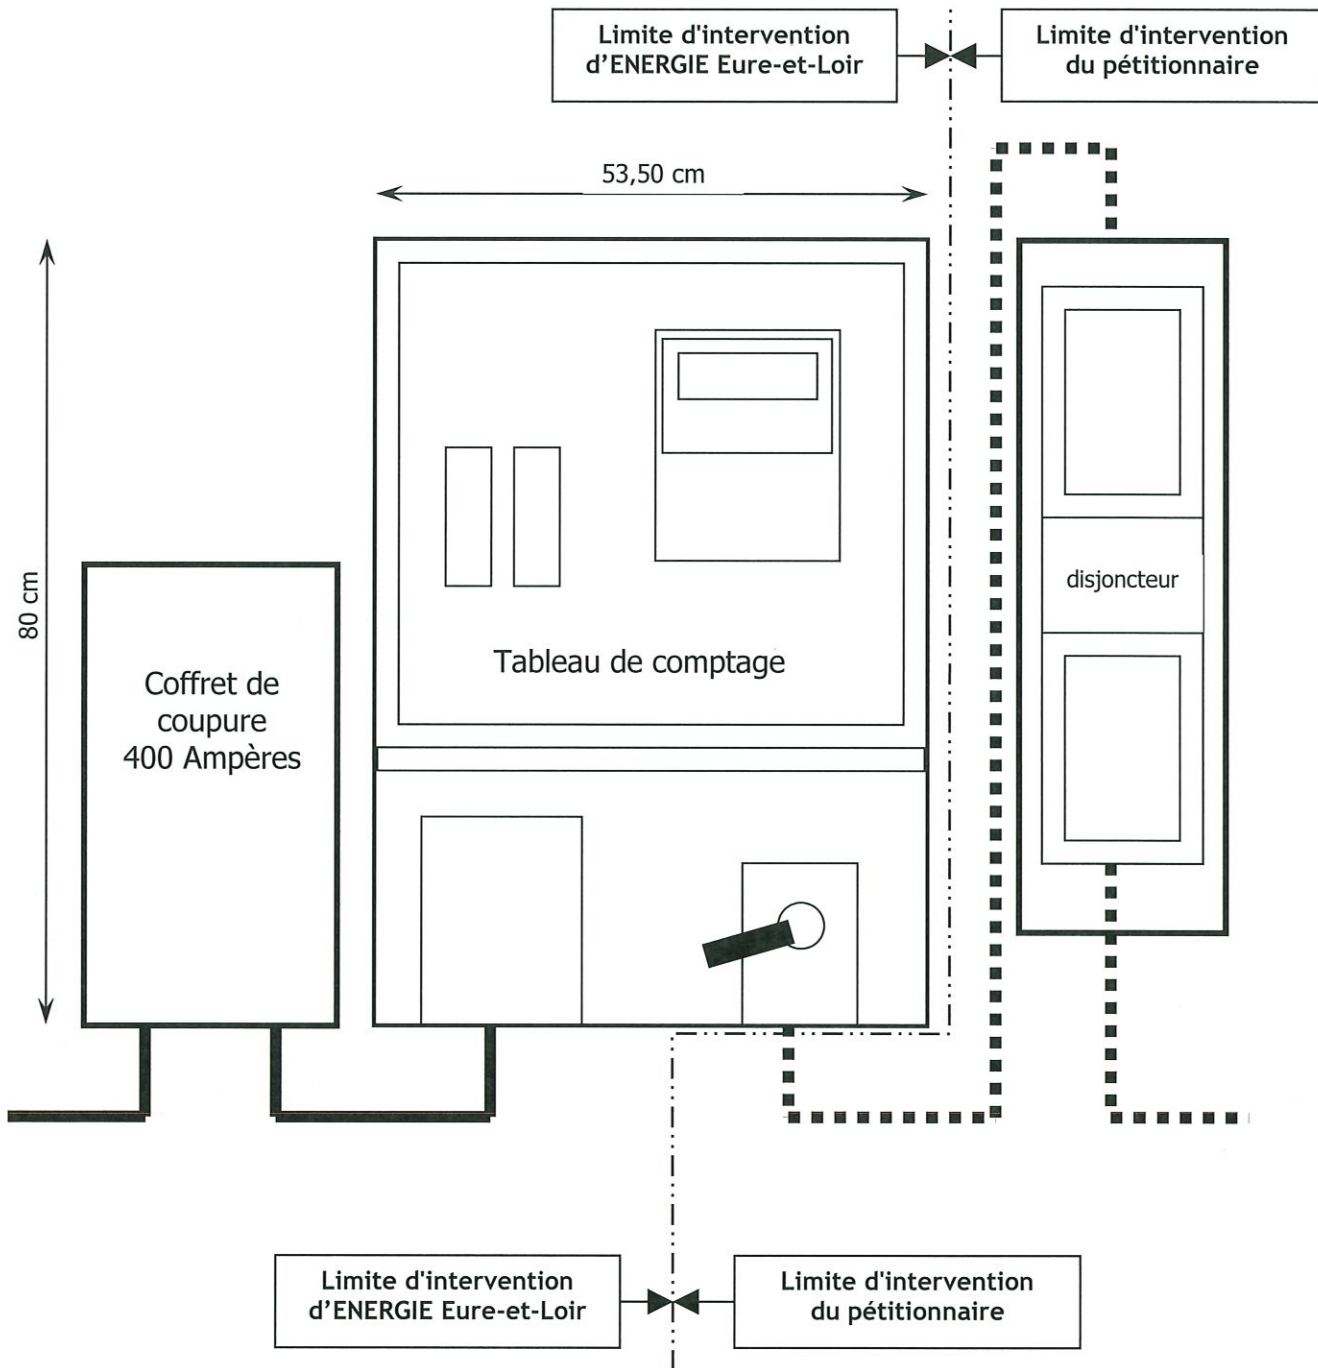 Limite d'intervention
d’ENERGIE Eure-et-Loir
Limite d'intervention
du pétitionnaire
53,50 cm
80 cm
disjoncteur
Tableau de comptage
Coffret de
coupure
400 Ampères
Limite d'intervention
d’ENERGIE Eure-et-Loir
Limite d'intervention
du pétitionnaire